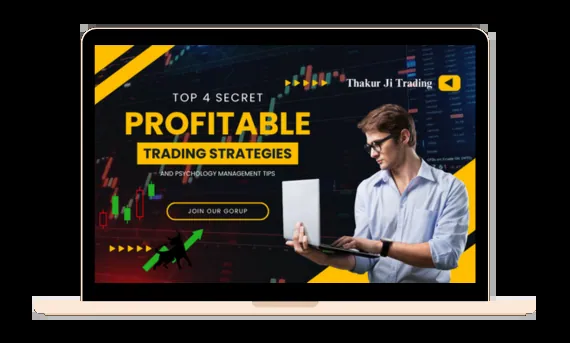 Thakur Ji Trading
TOP 4 SECRET
PROFITABLE
TRADING STRATEGIES
AND PSYCHOLOGY MANAGEMENT TIPS
JOIN OUR GORUP